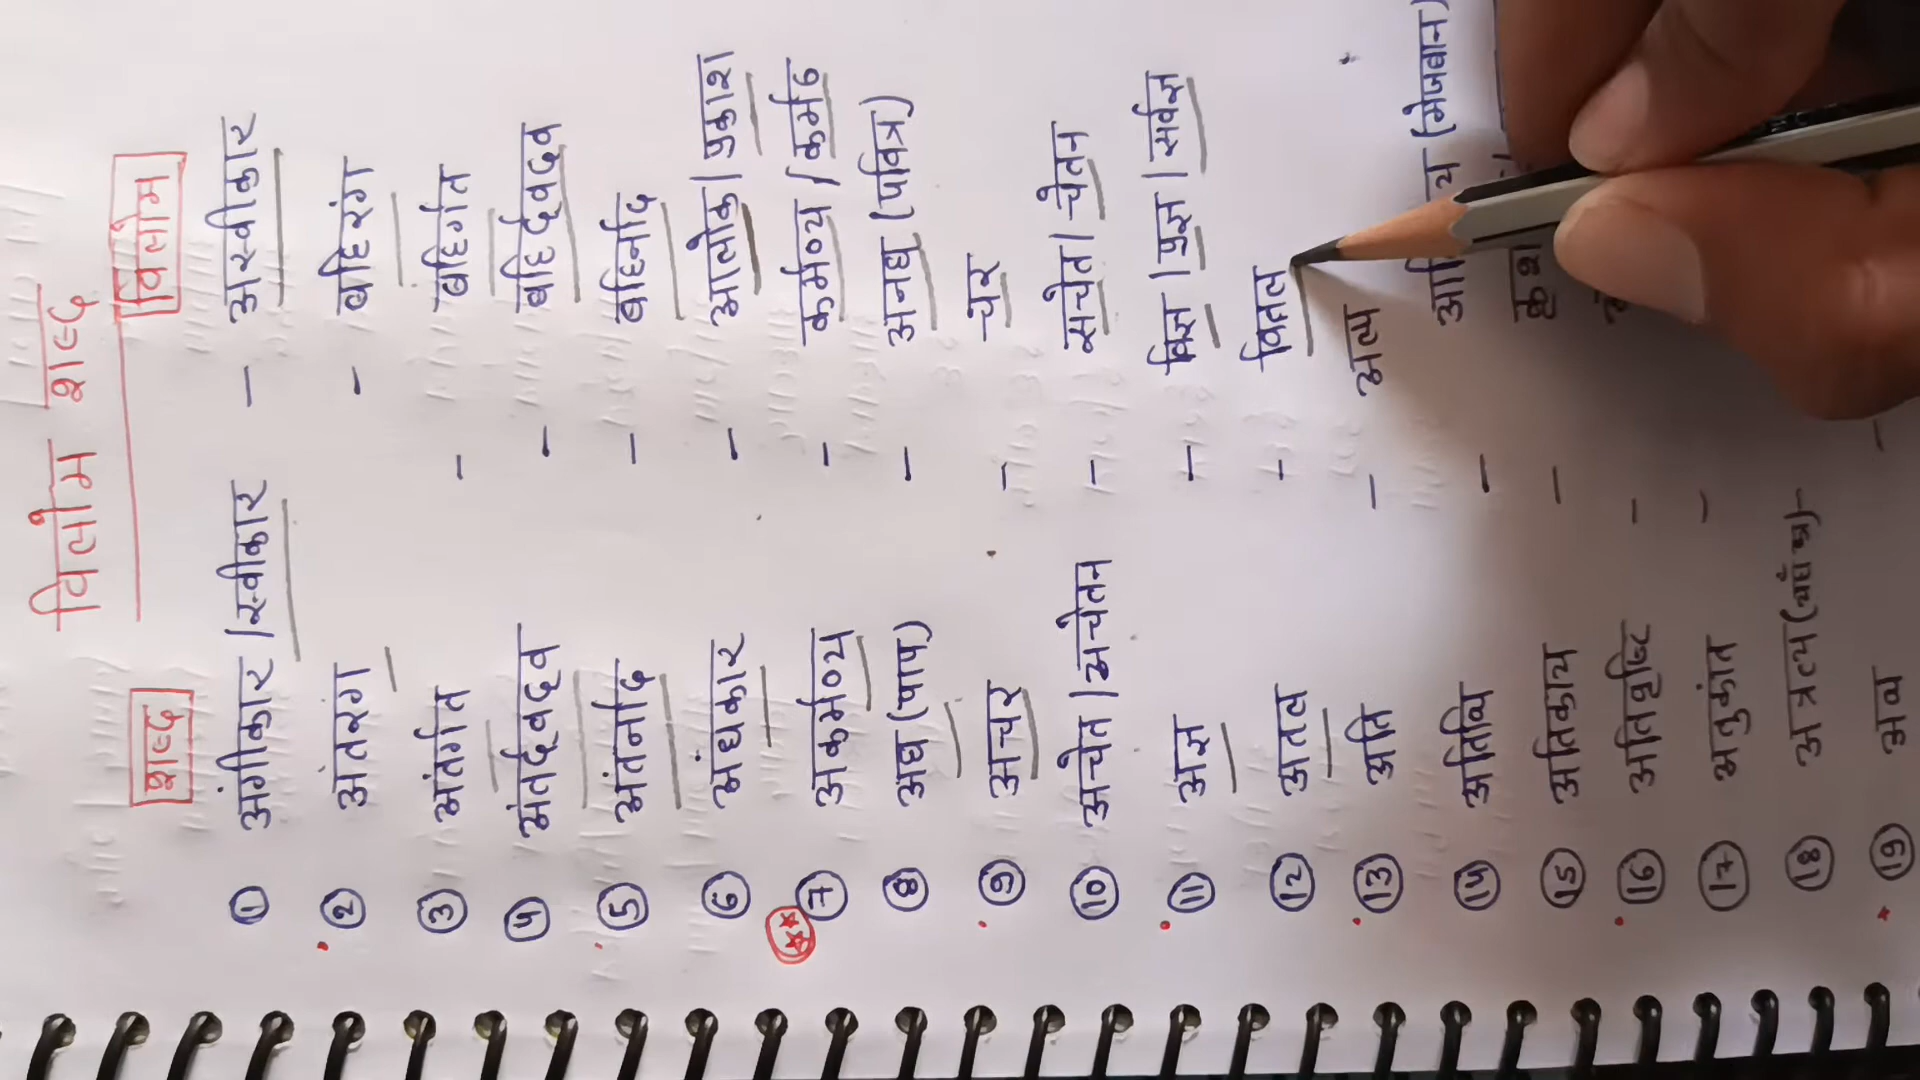 विलोम शब्द
शब्द विलोम
① अंगीकार / स्वीकार - अस्वीकार
② अंतरंग - बहिरंग
③ अंतर्गत - बहिर्गत
④ अंतर्द्वन्द्व - बहिर्द्वन्द्व
⑤ अंतर्नाद - बहिर्नाद
⑥ अंधकार - आलोक | प्रकाश
⑦ अकर्मण्य - कर्मण्य / कर्मठ
⑧ अघ (पाप) - अनघ (पवित्र)
⑨ अचर - चर
⑩ अचेत | अचेतन - सचेत | चेतन
⑪ अज्ञ - विज्ञ | प्रज्ञ | सर्वज्ञ
⑫ अतल - वितल
⑬ अति - अल्प
⑭ अतिथि - (मेजबान)
⑮ अतिकाय - कृश
⑯ अतिवृष्टि -
⑰ अतुकांत -
⑱ अत्रत्य (यहाँ का) -
⑲ अथ -